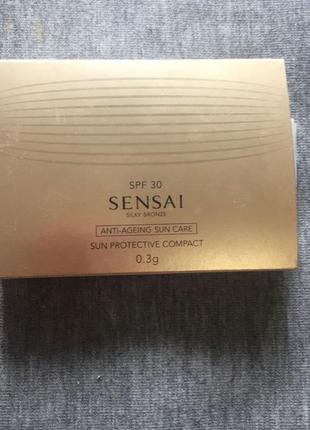 SPF 30
SENSAI
SILKY BRONZE
ANTI-AGEING SUN CARE
SUN PROTECTIVE COMPACT
0.3g